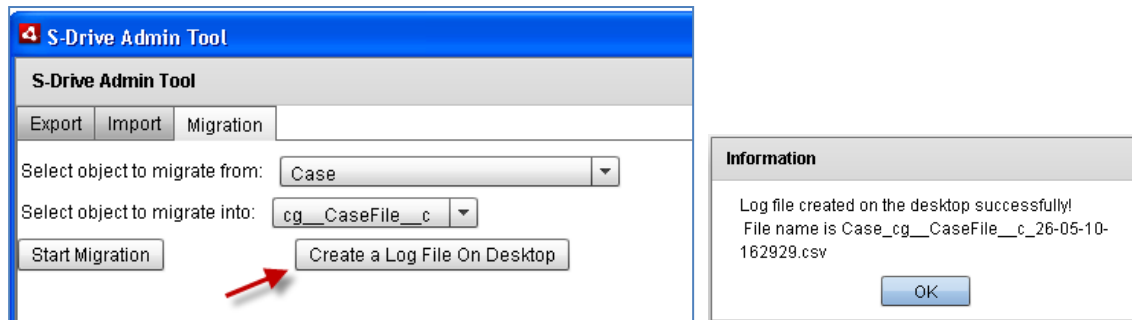 S-Drive Admin Tool
S-Drive Admin Tool
Export Import Migration
Select object to migrate from: Case
Select object to migrate into: cg__CaseFile__c
Start Migration Create a Log File On Desktop
Information
Log file created on the desktop successfully!
File name is Case_cg__CaseFile__c_26-05-10-
162929.csv
OK